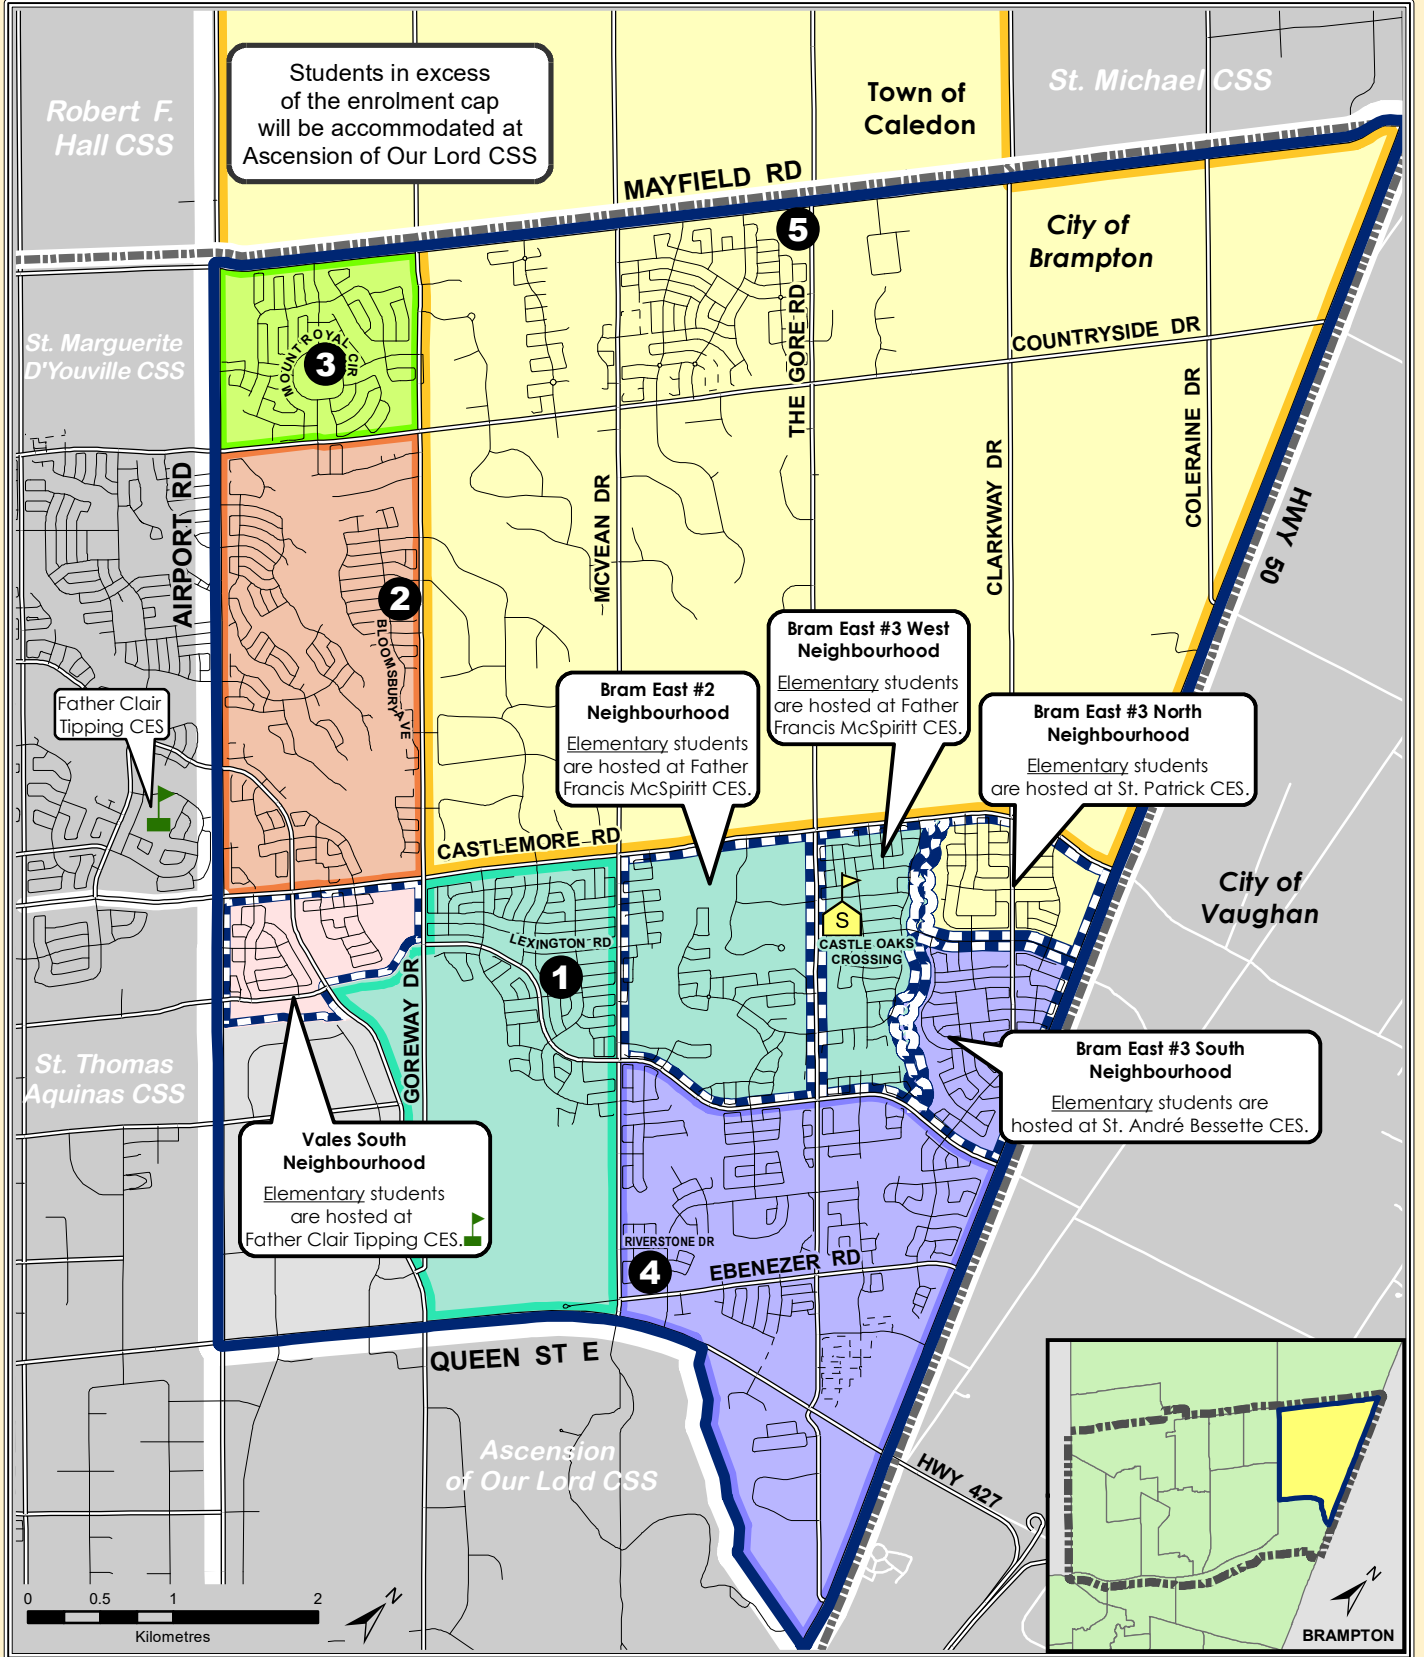 Students in excess
of the enrolment cap
will be accommodated at
Ascension of Our Lord CSS
Robert F.
Hall CSS
Town of
Caledon
St. Michael CSS
MAYFIELD RD
5
City of
Brampton
St. Marguerite
D'Youville CSS
MOUNT ROYAL CIR
3
THE GORE RD
COUNTRYSIDE DR
COLERAINE DR
CLARKWAY DR
MCVEAN DR
AIRPORT RD
HWY 50
2
BLOOMSBURY AVE
Father Clair
Tipping CES
Bram East #2
Neighbourhood
Elementary students
are hosted at Father
Francis McSpiritt CES.
Bram East #3 West
Neighbourhood
Elementary students
are hosted at Father
Francis McSpiritt CES.
Bram East #3 North
Neighbourhood
Elementary students
are hosted at St. Patrick CES.
CASTLEMORE RD
City of
Vaughan
LEXINGTON RD
1
S
CASTLE OAKS
CROSSING
GOREWAY DR
St. Thomas
Aquinas CSS
Bram East #3 South
Neighbourhood
Elementary students are
hosted at St. André Bessette CES.
Vales South
Neighbourhood
Elementary students
are hosted at
Father Clair Tipping CES.
RIVERSTONE DR
4
EBENEZER RD
QUEEN ST E
Ascension
of Our Lord CSS
HWY 427
0 0.5 1 2
Kilometres
N
N
BRAMPTON